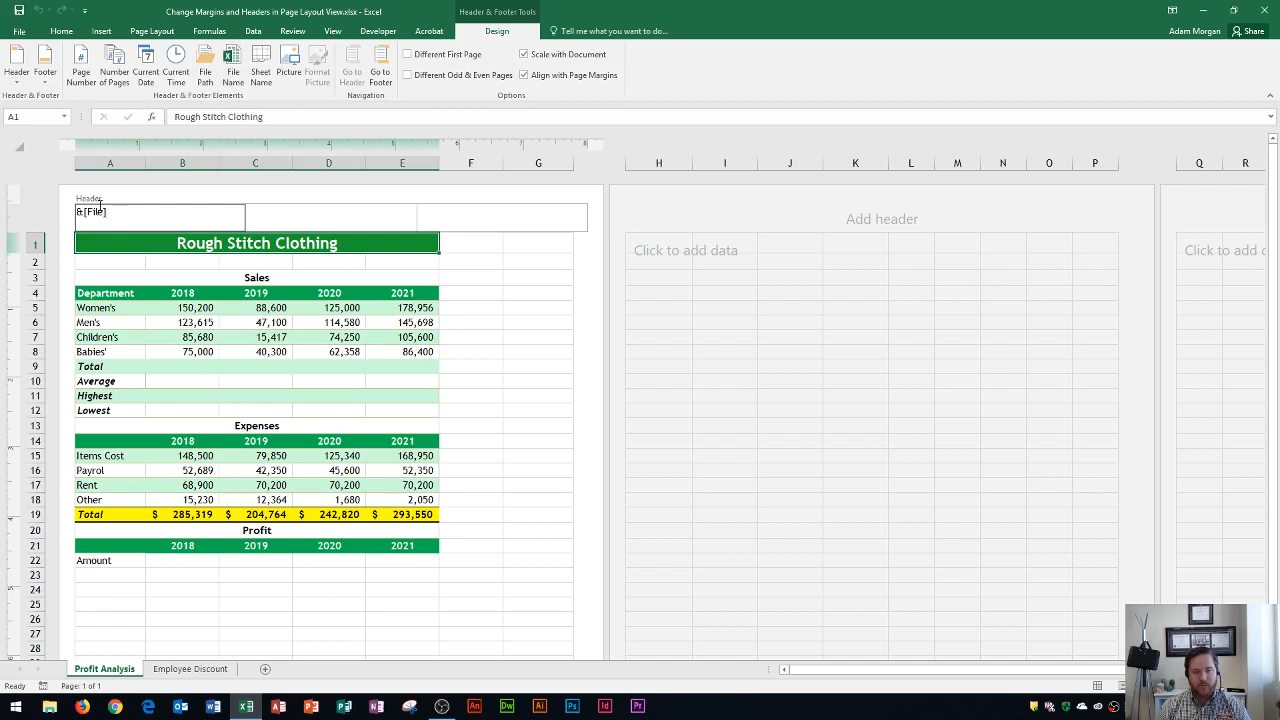 Change Margins and Headers in Page Layout View.xlsx - Excel
Header & Footer Tools
Adam Morgan
Share
File Home Insert Page Layout Formulas Data Review View Developer Acrobat Design Tell me what you want to do...
Header
Footer
Page Number
Number of Pages
Current Date
Current Time
File Path
File Name
Sheet Name
Picture
Format Picture
Go to Header
Go to Footer
Different First Page
Different Odd & Even Pages
Scale with Document
Align with Page Margins
Header & Footer
Header & Footer Elements
Navigation
Options
A1
fx
Rough Stitch Clothing
A B C D E F G H I J K L M N O P Q R
Header
&[File]
Add header
Click to add data
Click to add d
1 Rough Stitch Clothing
2
3 Sales
4 Department 2018 2019 2020 2021
5 Women's 150,200 88,600 125,000 178,956
6 Men's 123,615 47,100 114,580 145,698
7 Children's 85,680 15,417 74,250 105,600
8 Babies' 75,000 40,300 62,358 86,400
9 Total
10 Average
11 Highest
12 Lowest
13 Expenses
14 2018 2019 2020 2021
15 Items Cost 148,500 79,850 125,340 168,950
16 Payrol 52,689 42,350 45,600 52,350
17 Rent 68,900 70,200 70,200 70,200
18 Other 15,230 12,364 1,680 2,050
19 Total $ 285,319 $ 204,764 $ 242,820 $ 293,550
20 Profit
21 2018 2019 2020 2021
22 Amount
23
24
25
26
27
28
Profit Analysis
Employee Discount
Ready
Page: 1 of 1
An Dw Ai Ps Id Pr